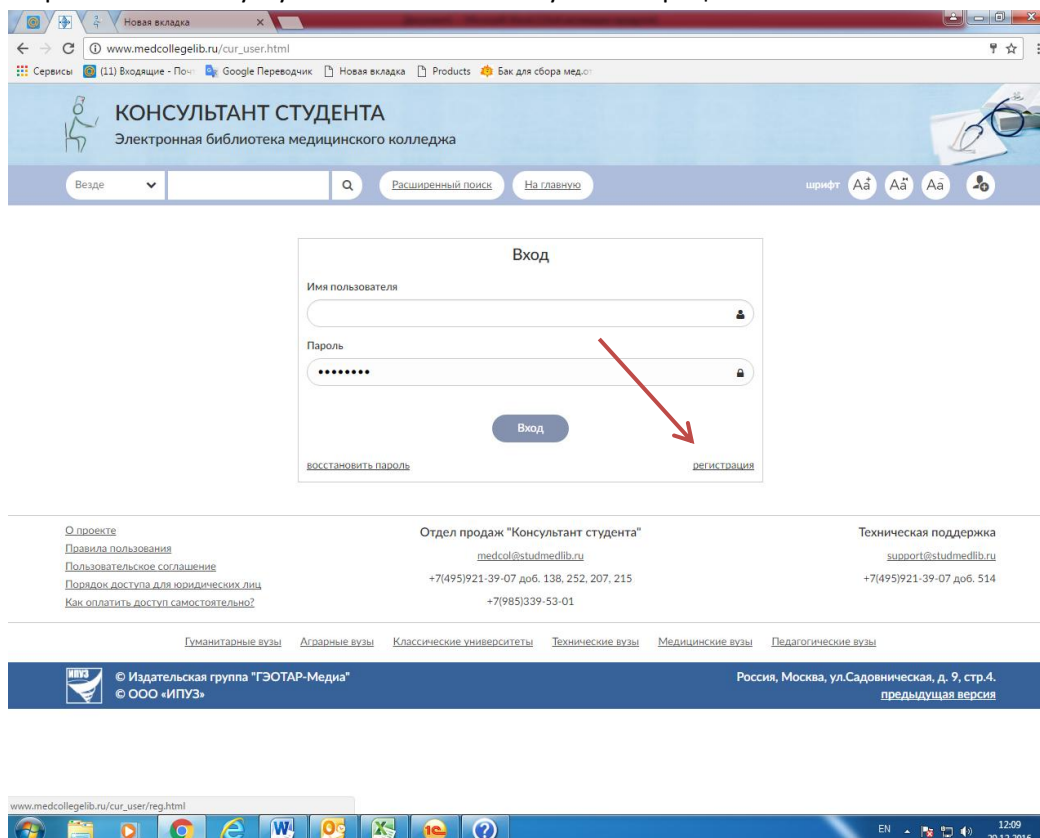 Новая вкладка
www.medcollegelib.ru/cur_user.html
Сервисы (11) Входящие - Поч Google Переводчик Новая вкладка Products Бак для сбора мед.о
КОНСУЛЬТАНТ СТУДЕНТА
Электронная библиотека медицинского колледжа
Везде Расширенный поиск На главную шрифт Aä Aä Aä
Вход
Имя пользователя
Пароль
••••••••
Вход
восстановить пароль регистрация
О проекте
Правила пользования
Пользовательское соглашение
Порядок доступа для юридических лиц
Как оплатить доступ самостоятельно?
Отдел продаж "Консультант студента"
medcol@studmedlib.ru
+7(495)921-39-07 доб. 138, 252, 207, 215
+7(985)339-53-01
Техническая поддержка
support@studmedlib.ru
+7(495)921-39-07 доб. 514
Гуманитарные вузы Аграрные вузы Классические университеты Технические вузы Медицинские вузы Педагогические вузы
ИПУЗ
© Издательская группа "ГЭОТАР-Медиа"
© ООО «ИПУЗ»
Россия, Москва, ул.Садовническая, д. 9, стр.4.
предыдущая версия
www.medcollegelib.ru/cur_user/reg.html
EN 12:09